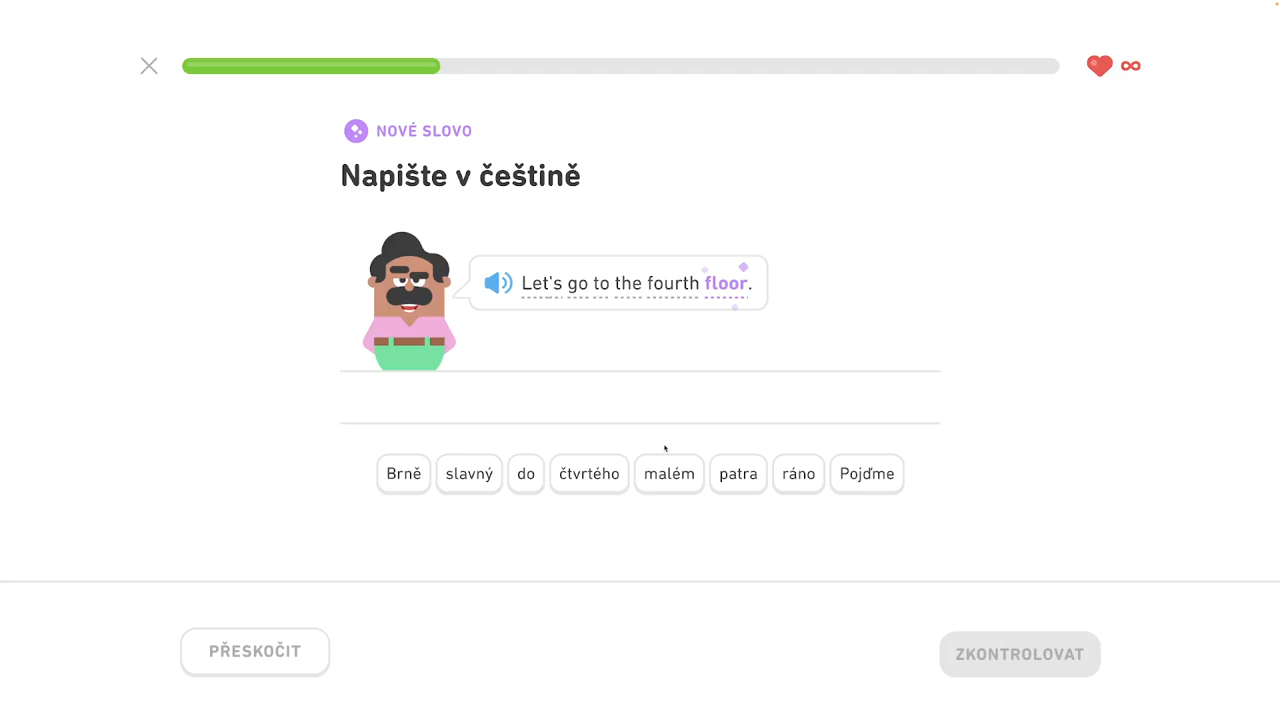 ∞
NOVÉ SLOVO
Napište v češtině
Let's go to the fourth floor.
Brně slavný do čtvrtého malém patra ráno Pojďme
PŘESKOČIT
ZKONTROLOVAT